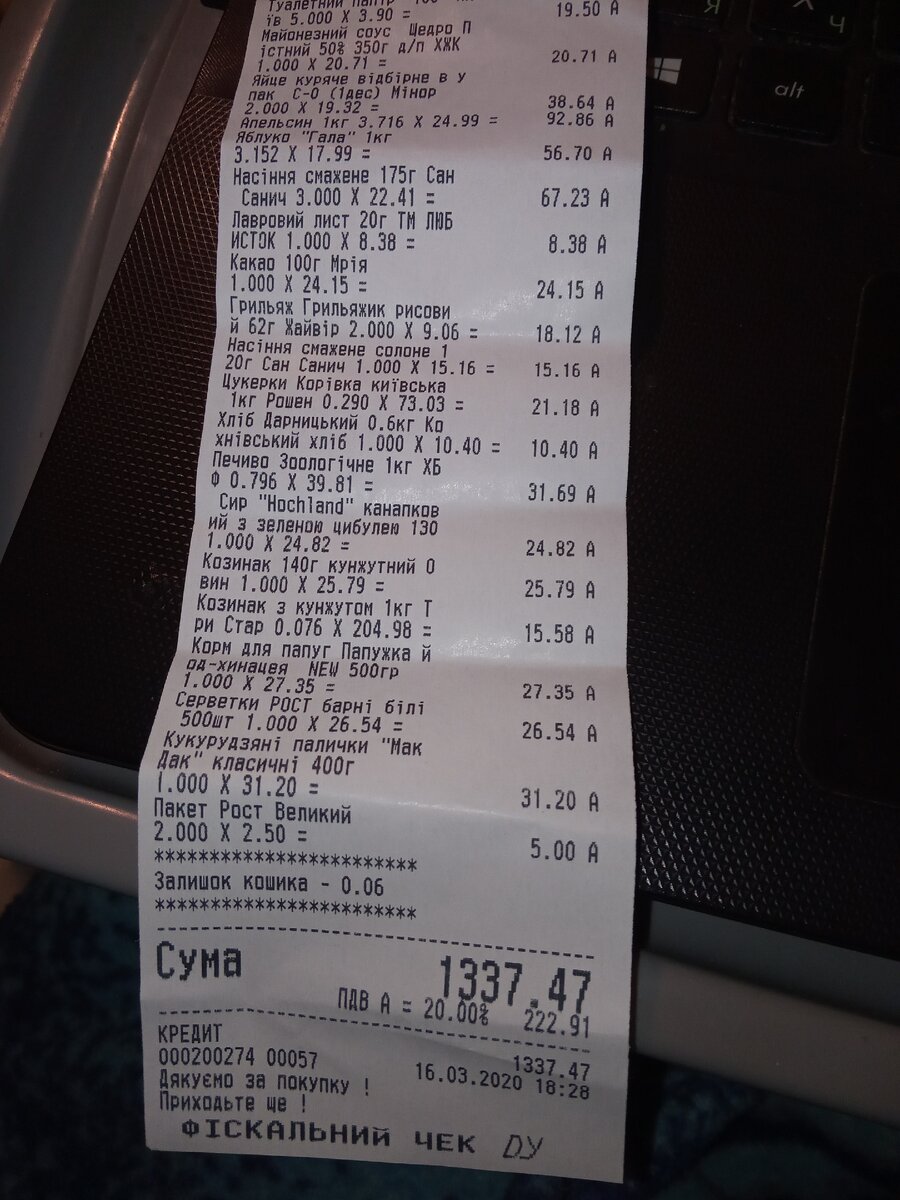 Туалетний папір "100"
ів 5.000 X 3.90 = 19.50 А
Майонезний соус Щедро П
істний 50% 350г д/п ХЖК
1.000 X 20.71 = 20.71 А
Яйце куряче відбірне в у
пак С-0 (1дес) Мінор
2.000 X 19.32 = 38.64 А
Апельсин 1кг 3.716 X 24.99 = 92.86 А
Яблуко "Гала" 1кг
3.152 X 17.99 = 56.70 А
Насіння смажене 175г Сан
Санич 3.000 X 22.41 = 67.23 А
Лавровий лист 20г ТМ ЛЮБ
ИСТОК 1.000 X 8.38 = 8.38 А
Какао 100г Мрія
1.000 X 24.15 = 24.15 А
Грильяж Грильяжик рисови
й 62г Жайвір 2.000 X 9.06 = 18.12 А
Насіння смажене солоне 1
20г Сан Санич 1.000 X 15.16 = 15.16 А
Цукерки Корівка київська
1кг Рошен 0.290 X 73.03 = 21.18 А
Хліб Дарницький 0.6кг Ко
хнівський хліб 1.000 X 10.40 = 10.40 А
Печиво Зоологічне 1кг ХБ
Ф 0.796 X 39.81 = 31.69 А
Сир "Hochland" канапков
ий з зеленою цибулею 130
1.000 X 24.82 = 24.82 А
Козинак 140г кунжутний О
вин 1.000 X 25.79 = 25.79 А
Козинак з кунжутом 1кг Т
ри Стар 0.076 X 204.98 = 15.58 А
Корм для папуг Папужка й
од-хинацея NEW 500гр
1.000 X 27.35 = 27.35 А
Серветки РОСТ барні білі
500шт 1.000 X 26.54 = 26.54 А
Кукурудзяні палички "Мак
Дак" класичні 400г
1.000 X 31.20 = 31.20 А
Пакет Рост Великий
2.000 X 2.50 = 5.00 А
************************
Залишок кошика - 0.06
************************
Сума 1337.47
ПДВ А = 20.00% 222.91
КРЕДИТ 1337.47
000200274 00057 16.03.2020 18:28
Дякуємо за покупку !
Приходьте ще !
ФІСКАЛЬНИЙ ЧЕК ДУ
Я
Х
Ч
alt